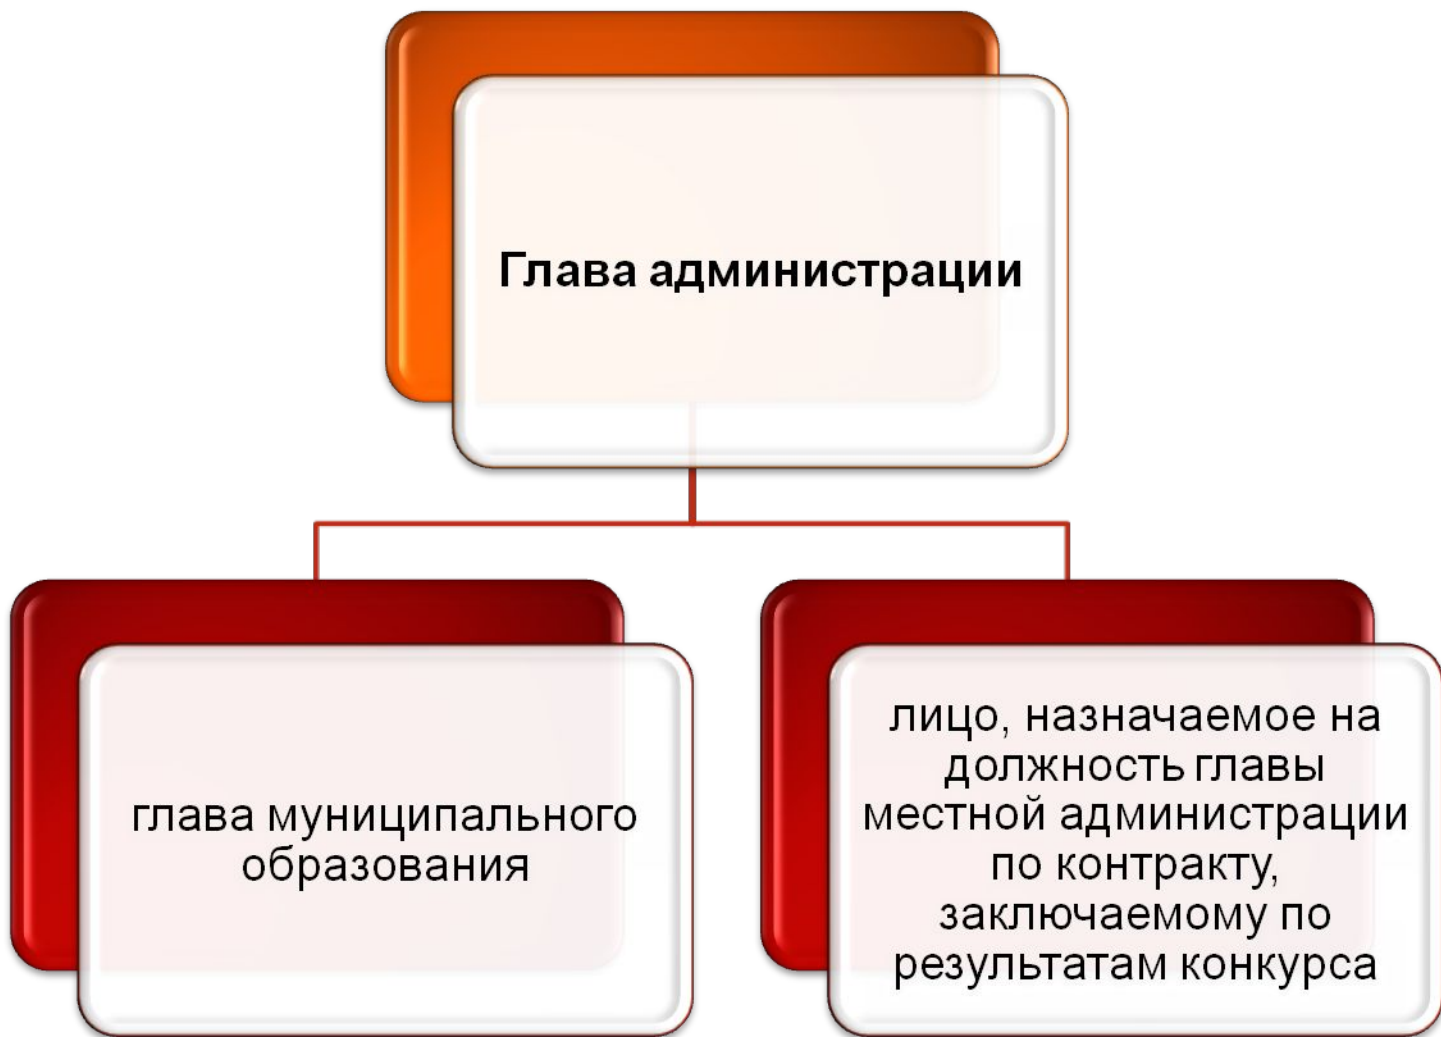 Глава администрации
глава муниципального
образования
лицо, назначаемое на
должность главы
местной администрации
по контракту,
заключаемому по
результатам конкурса